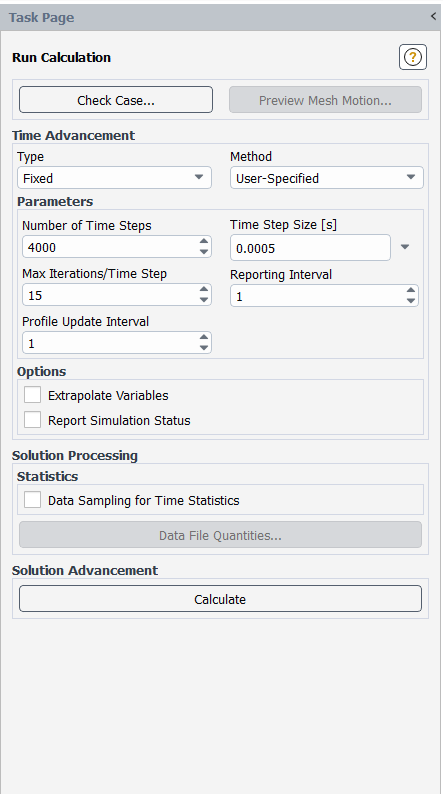 Task Page
Run Calculation
?
Check Case...
Preview Mesh Motion...
Time Advancement
Type
Method
Fixed
User-Specified
Parameters
Number of Time Steps
Time Step Size [s]
4000
0.0005
Max Iterations/Time Step
Reporting Interval
15
1
Profile Update Interval
1
Options
Extrapolate Variables
Report Simulation Status
Solution Processing
Statistics
Data Sampling for Time Statistics
Data File Quantities...
Solution Advancement
Calculate